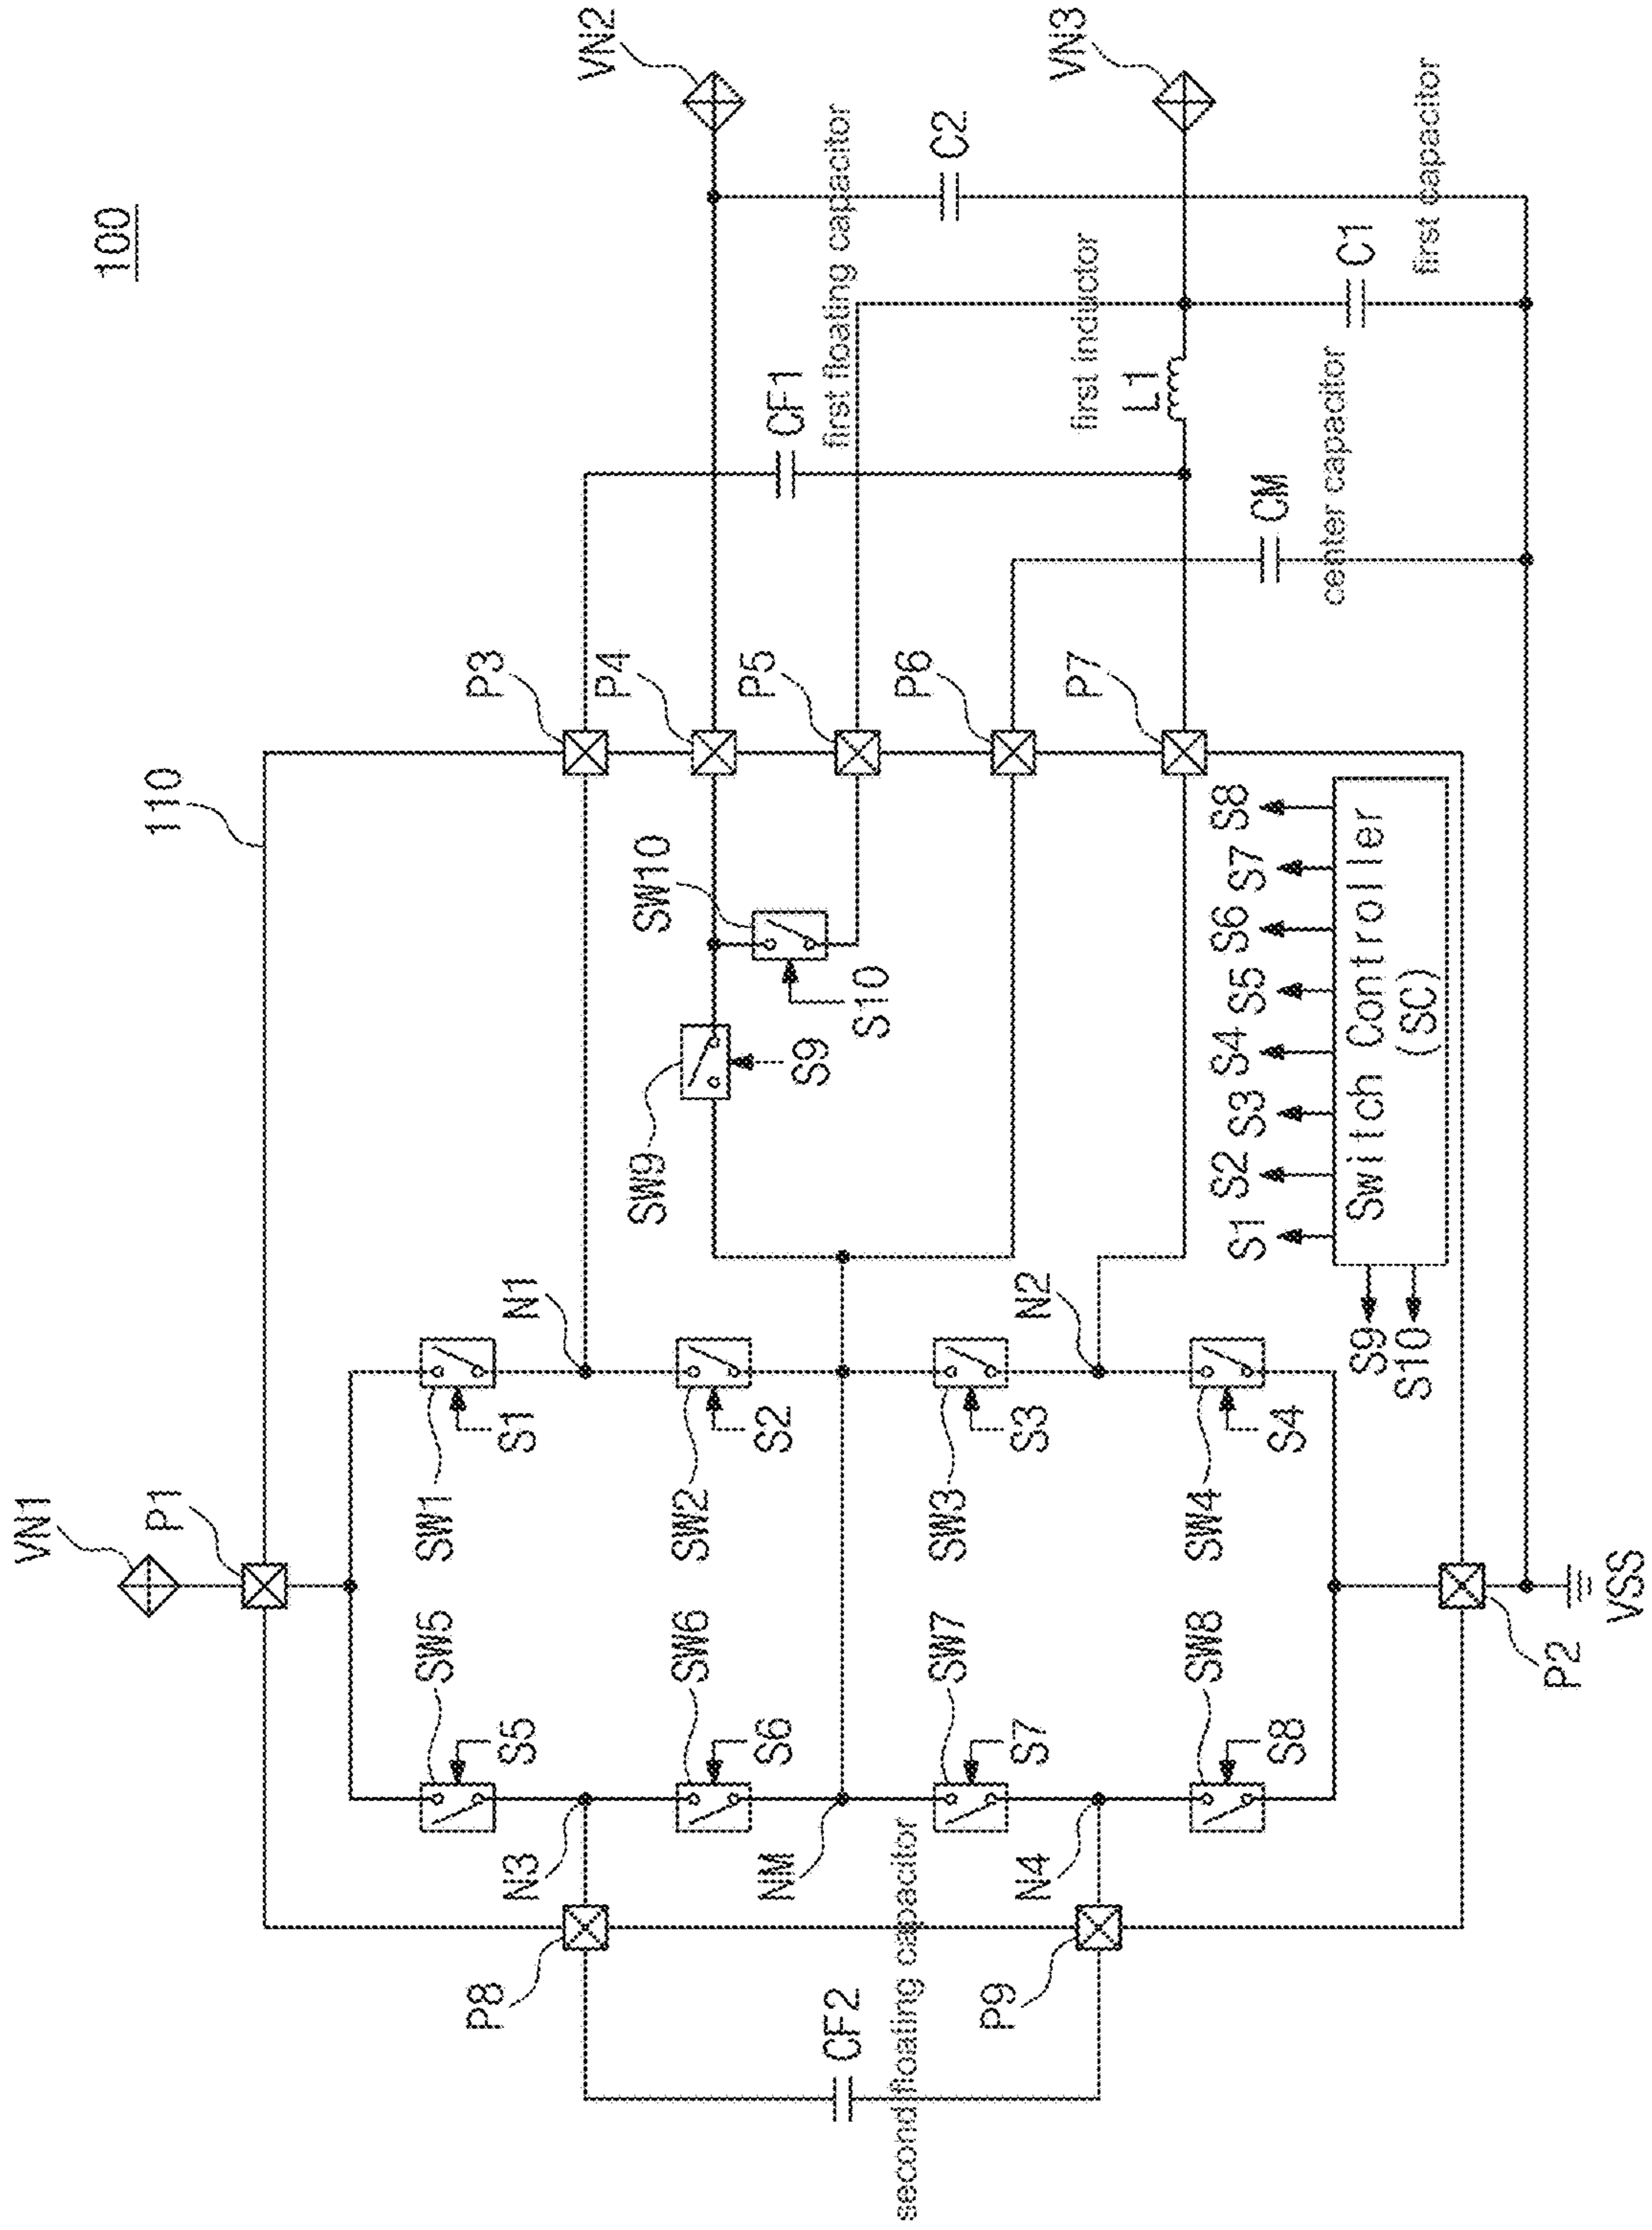 100
110
VN1
P1
VN2
VN3
P3
P4
P5
P6
P7
CF1
first floating capacitor
C2
first inductor
L1
C1
first capacitor
CM
center capacitor
SW5
S5
SW1
S1
N1
N3
P8
SW6
S6
SW2
S2
SW9
S9
SW10
S10
NM
CF2
second floating capacitor
SW7
S7
SW3
S3
N2
N4
P9
SW8
S8
SW4
S4
S1
S2
S3
S4
S5
S6
S7
S8
S9
S10
Switch Controller
(SC)
P2
VSS